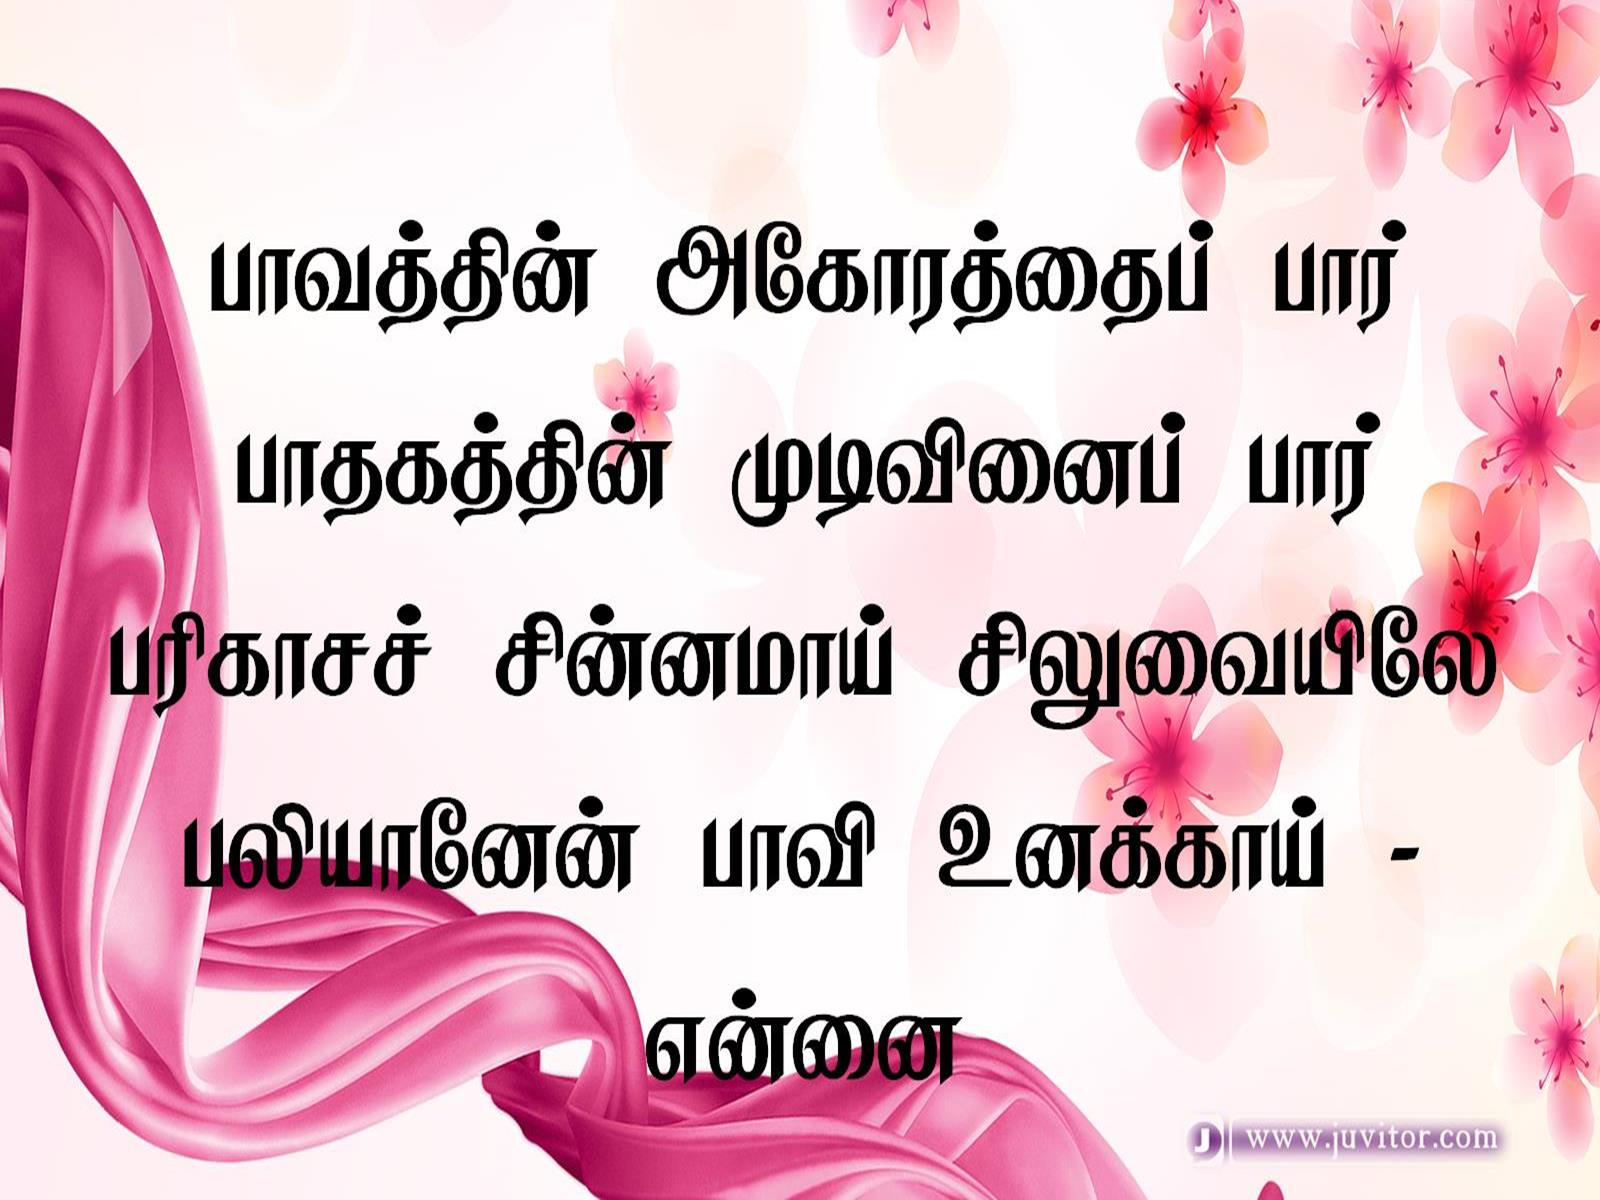 பாவத்தின் அகோரத்தைப் பார்
பாதகத்தின் முடிவினைப் பார்
பரிகாசச் சின்னமாய் சிலுவையிலே
பலியானேன் பாவி உனக்காய் -
என்னை
J www.juvitor.com